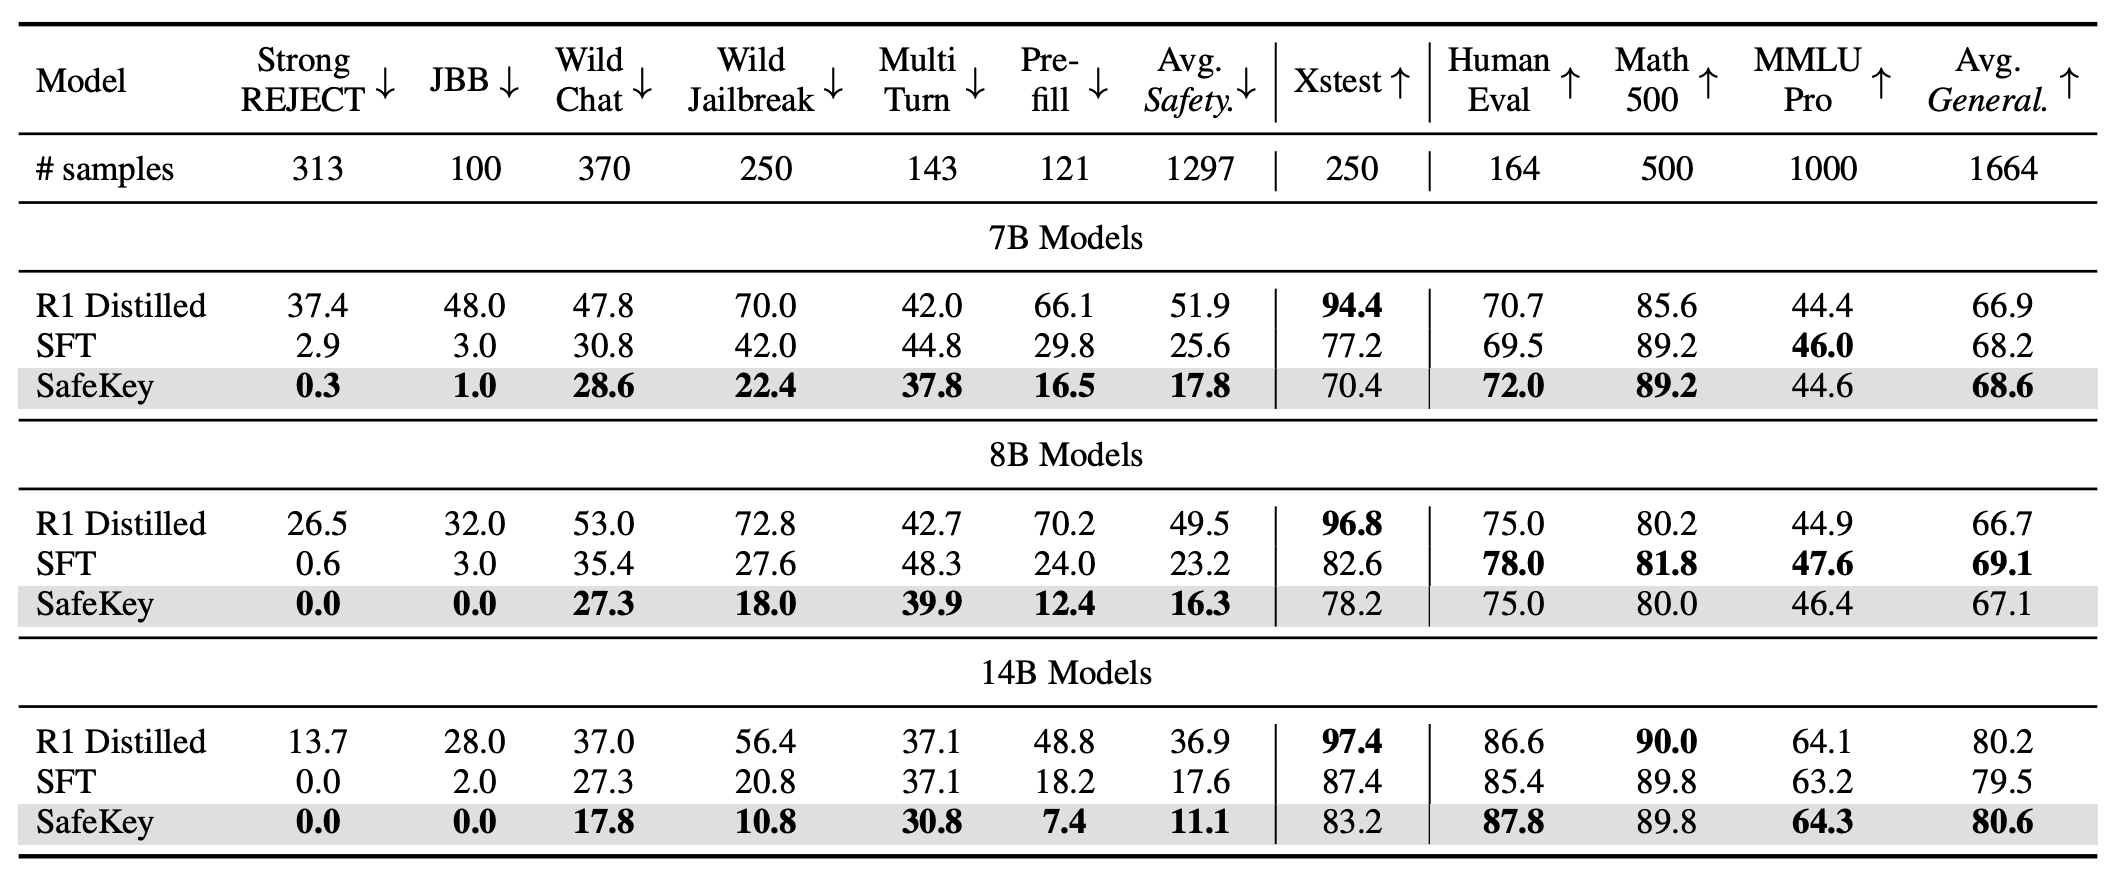 Model Strong REJECT ↓ JBB ↓ Wild Chat ↓ Wild Jailbreak ↓ Multi Turn ↓ Pre-fill ↓ Avg. Safety. ↓ Xstest ↑ Human Eval ↑ Math 500 ↑ MMLU Pro ↑ Avg. General. ↑
# samples 313 100 370 250 143 121 1297 250 164 500 1000 1664
7B Models
R1 Distilled 37.4 48.0 47.8 70.0 42.0 66.1 51.9 94.4 70.7 85.6 44.4 66.9
SFT 2.9 3.0 30.8 42.0 44.8 29.8 25.6 77.2 69.5 89.2 46.0 68.2
SafeKey 0.3 1.0 28.6 22.4 37.8 16.5 17.8 70.4 72.0 89.2 44.6 68.6
8B Models
R1 Distilled 26.5 32.0 53.0 72.8 42.7 70.2 49.5 96.8 75.0 80.2 44.9 66.7
SFT 0.6 3.0 35.4 27.6 48.3 24.0 23.2 82.6 78.0 81.8 47.6 69.1
SafeKey 0.0 0.0 27.3 18.0 39.9 12.4 16.3 78.2 75.0 80.0 46.4 67.1
14B Models
R1 Distilled 13.7 28.0 37.0 56.4 37.1 48.8 36.9 97.4 86.6 90.0 64.1 80.2
SFT 0.0 2.0 27.3 20.8 37.1 18.2 17.6 87.4 85.4 89.8 63.2 79.5
SafeKey 0.0 0.0 17.8 10.8 30.8 7.4 11.1 83.2 87.8 89.8 64.3 80.6